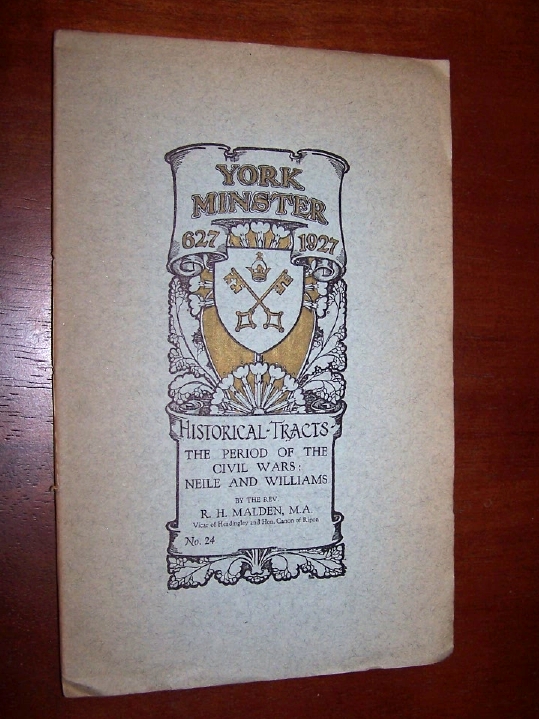 YORK
MINSTER
627 1927
HISTORICAL-TRACTS-
THE PERIOD OF THE
CIVIL WARS:
NEILE AND WILLIAMS
BY THE REV.
R. H. MALDEN, M.A.
Vicar of Headingley and Hon. Canon of Ripon
No. 24